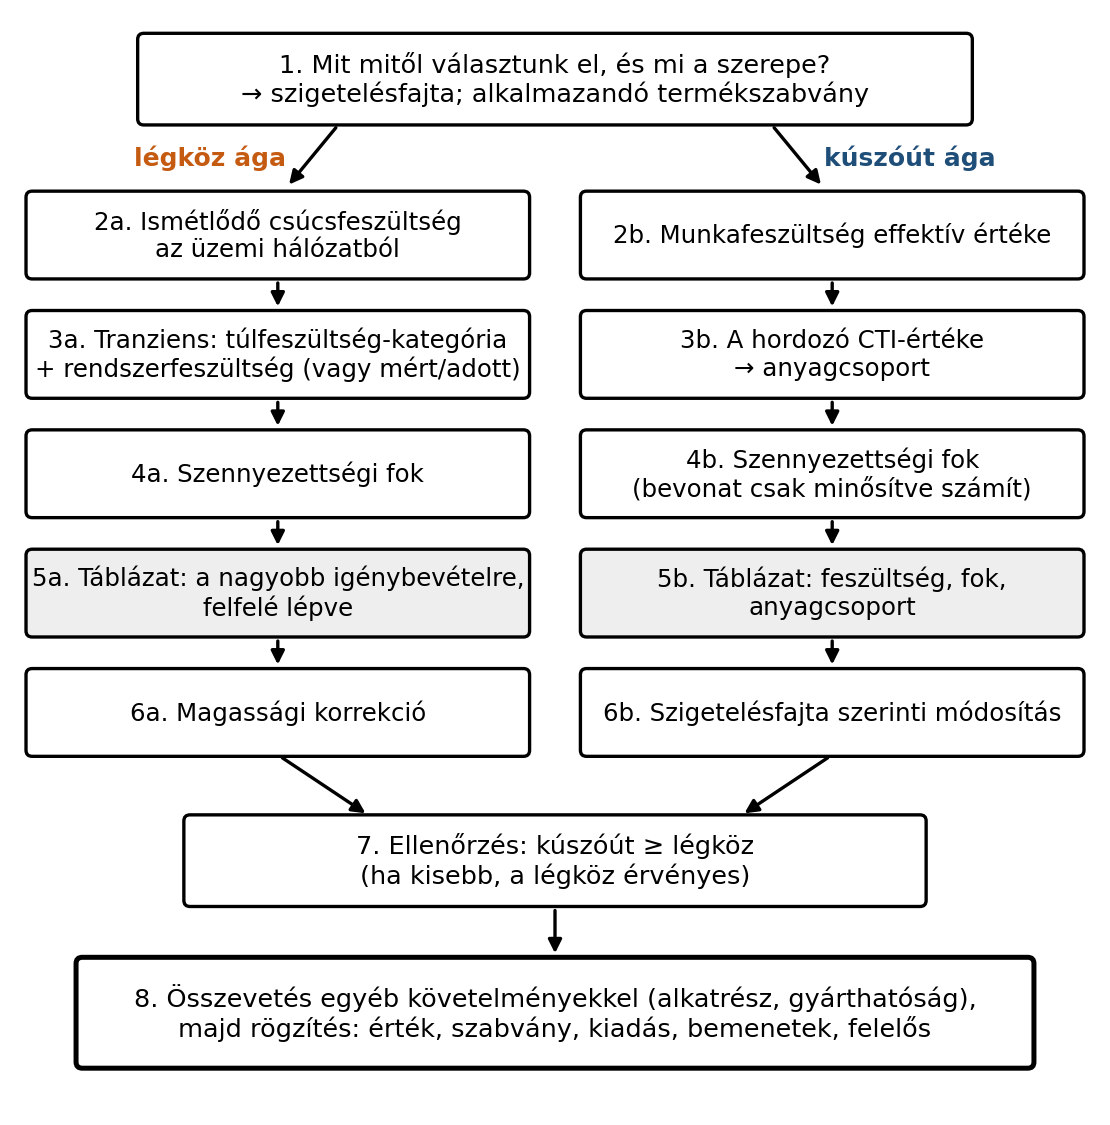 1. Mit mitől választunk el, és mi a szerepe?
→ szigetelésfajta; alkalmazandó termékszabvány
légköz ága
kúszóút ága
2a. Ismétlődő csúcsfeszültség
az üzemi hálózatból
2b. Munkafeszültség effektív értéke
3a. Tranziens: túlfeszültség-kategória
+ rendszerfeszültség (vagy mért/adott)
3b. A hordozó CTI-értéke
→ anyagcsoport
4a. Szennyezettségi fok
4b. Szennyezettségi fok
(bevonat csak minősítve számít)
5a. Táblázat: a nagyobb igénybevételre,
felfelé lépve
5b. Táblázat: feszültség, fok,
anyagcsoport
6a. Magassági korrekció
6b. Szigetelésfajta szerinti módosítás
7. Ellenőrzés: kúszóút ≥ légköz
(ha kisebb, a légköz érvényes)
8. Összevetés egyéb követelményekkel (alkatrész, gyárthatóság),
majd rögzítés: érték, szabvány, kiadás, bemenetek, felelős